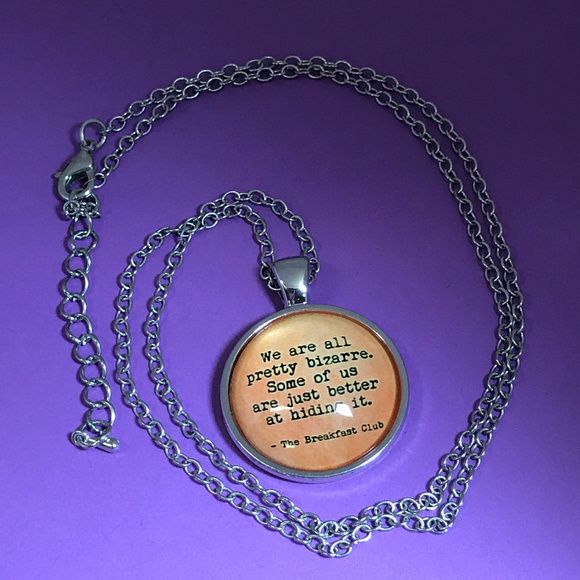 We are all
pretty bizarre.
Some of us
are just better
at hiding it.
- The Breakfast Club